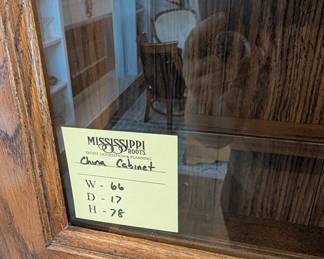 MISSISSIPPI
ROOTS
China Cabinet
W - 66
D - 17
H - 78